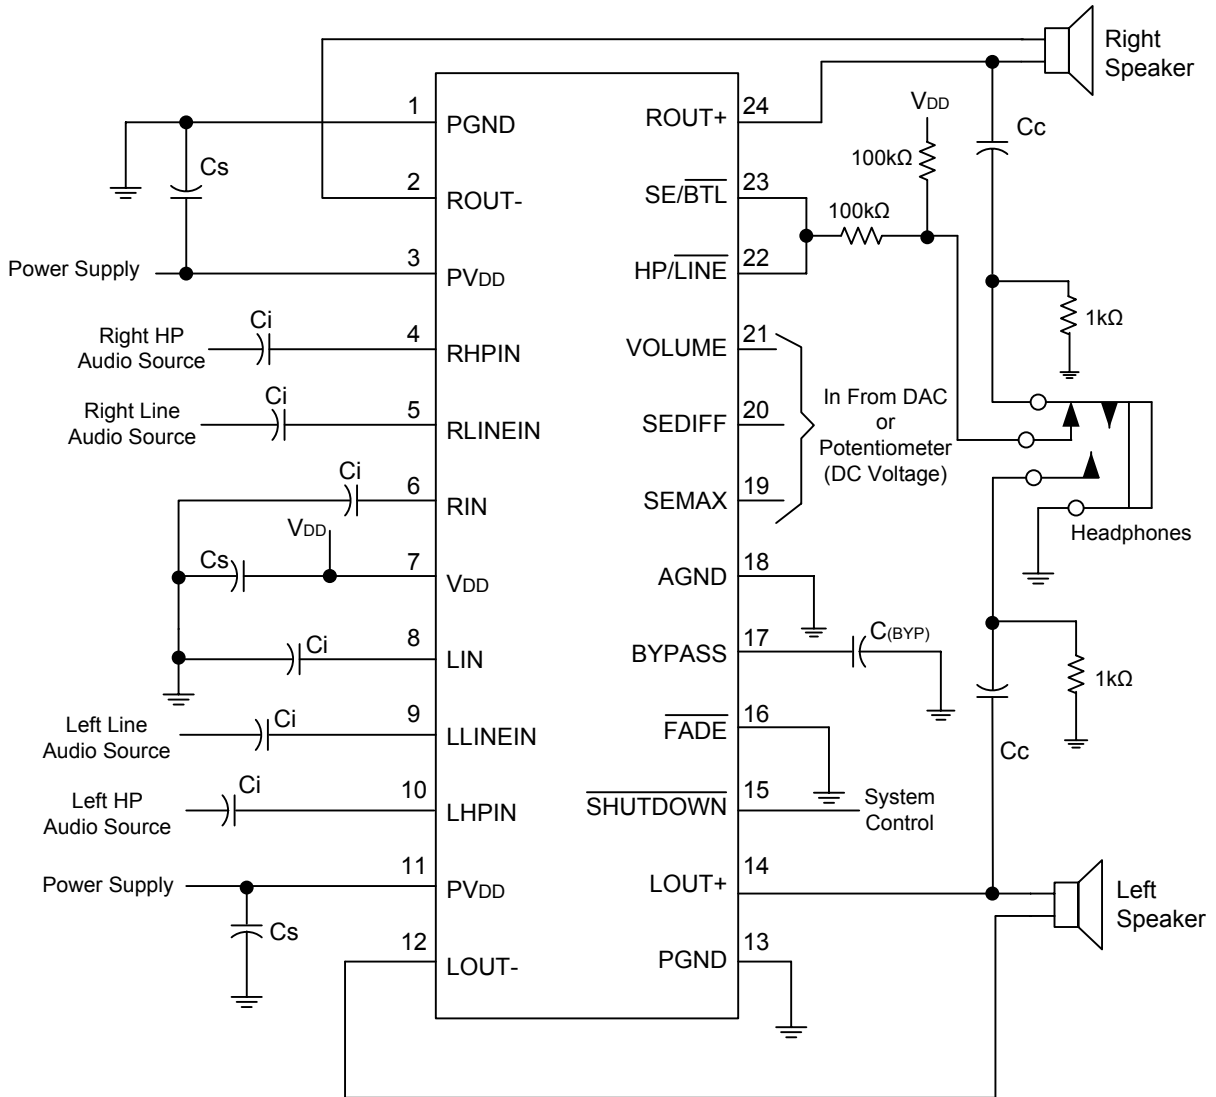 Right
Speaker
1
PGND
ROUT+
24
VDD
Cc
Cs
100kΩ
2
ROUT-
SE/BTL
23
100kΩ
Power Supply
3
PVDD
HP/LINE
22
Right HP
Audio Source
Ci
4
RHPIN
VOLUME
21
1kΩ
Right Line
Audio Source
Ci
5
RLINEIN
SEDIFF
20
In From DAC
or
Potentiometer
(DC Voltage)
Ci
6
RIN
SEMAX
19
Headphones
VDD
Cs
7
VDD
AGND
18
Ci
8
LIN
BYPASS
17
C(BYP)
1kΩ
Left Line
Audio Source
Ci
9
LLINEIN
FADE
16
Cc
Left HP
Audio Source
Ci
10
LHPIN
SHUTDOWN
15
System
Control
Power Supply
11
PVDD
LOUT+
14
Left
Speaker
Cs
12
LOUT-
PGND
13